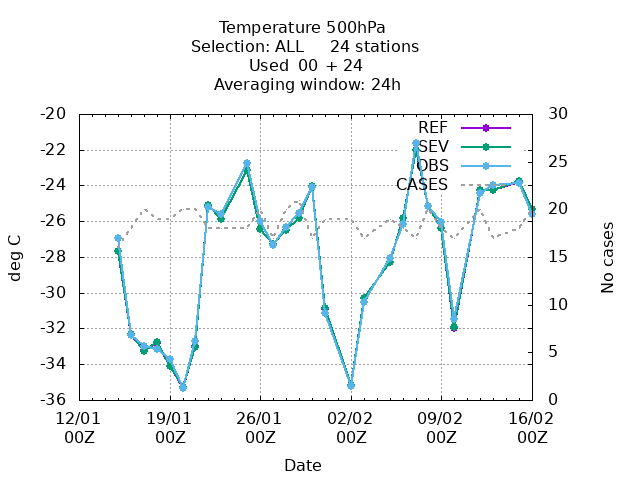 Temperature 500hPa
Selection: ALL 24 stations
Used 00 + 24
Averaging window: 24h
REF
SEV
OBS
CASES
-20
-22
-24
-26
-28
-30
-32
-34
-36
deg C
30
25
20
15
10
5
0
No cases
12/01 19/01 26/01 02/02 09/02 16/02
00Z 00Z 00Z 00Z 00Z 00Z
Date